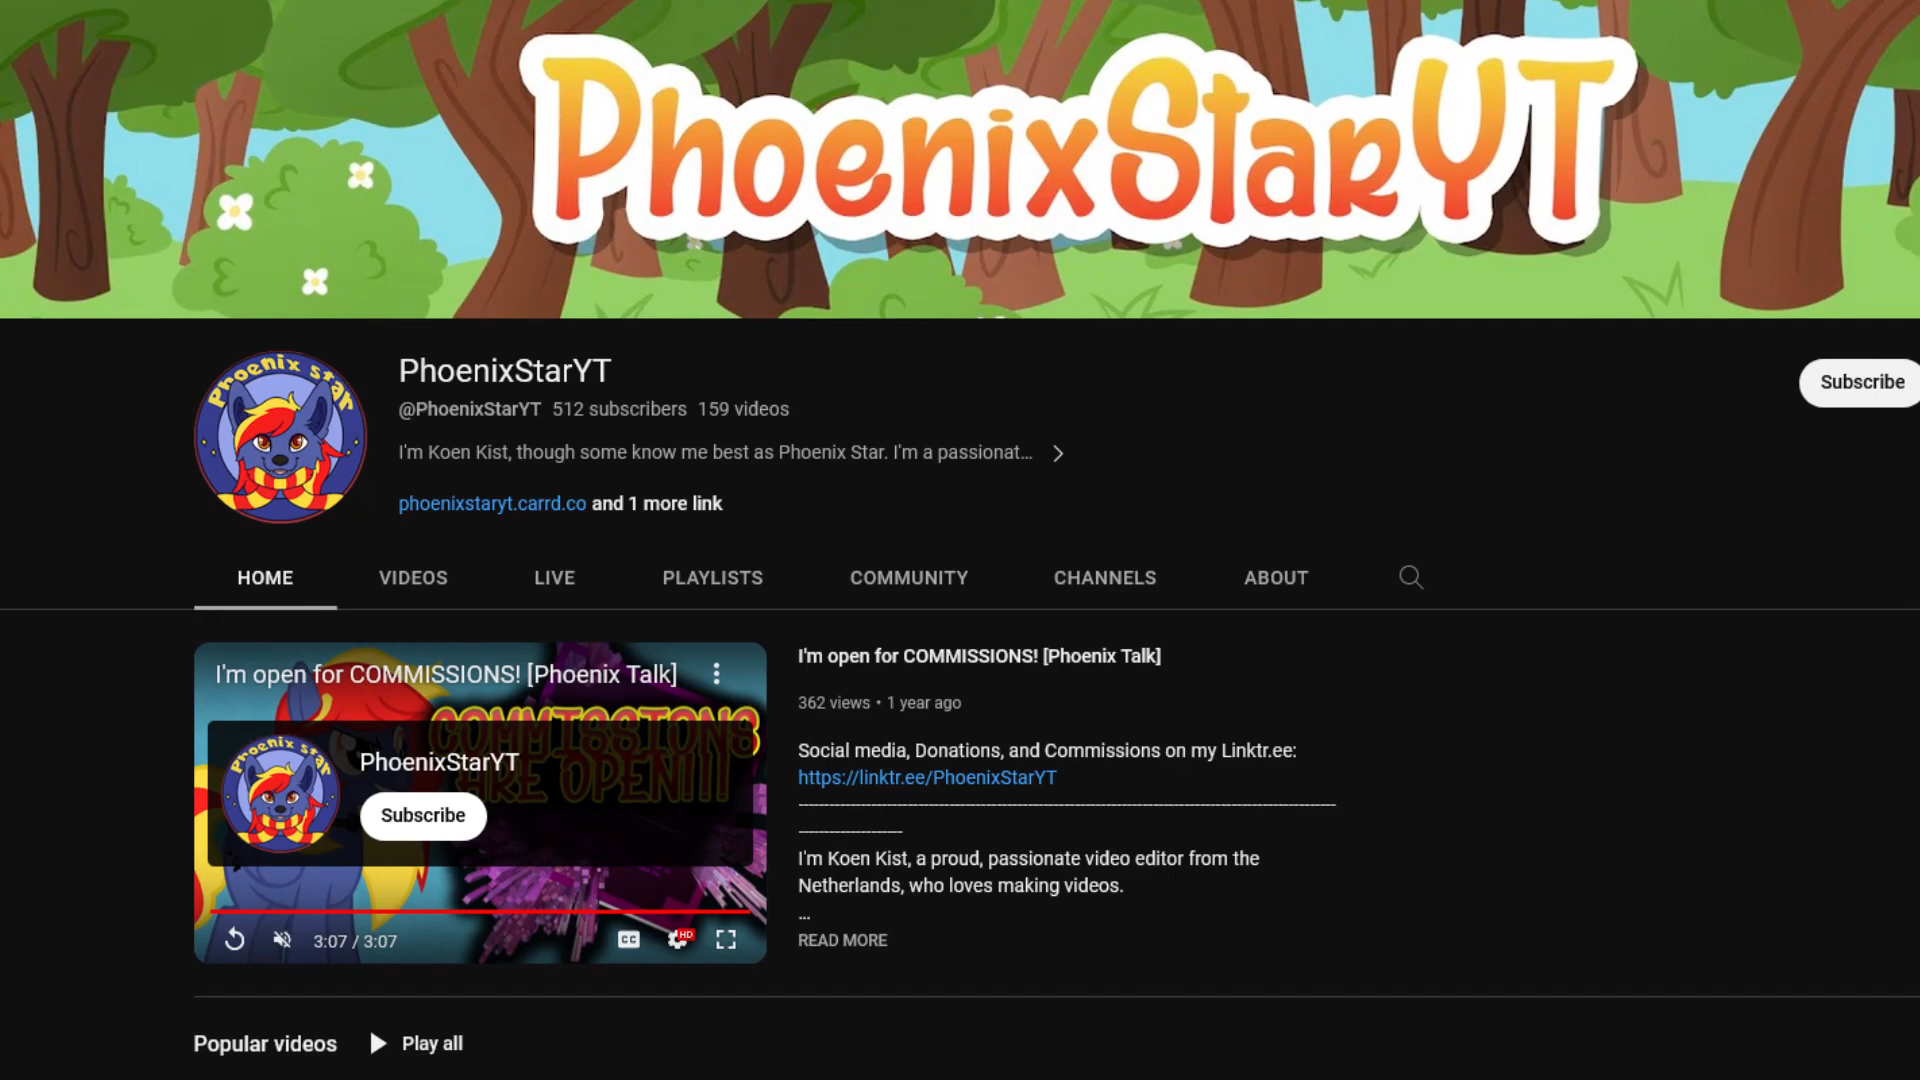 PhoenixStarYT
Phoenix star
PhoenixStarYT
@PhoenixStarYT 512 subscribers 159 videos
I'm Koen Kist, though some know me best as Phoenix Star. I'm a passionat...
phoenixstaryt.carrd.co and 1 more link
Subscribe
HOME VIDEOS LIVE PLAYLISTS COMMUNITY CHANNELS ABOUT
I'm open for COMMISSIONS! [Phoenix Talk]
COMMISSIONS
ARE OPEN!!!
Phoenix star
PhoenixStarYT
Subscribe
3:07 / 3:07
CC
HD
I'm open for COMMISSIONS! [Phoenix Talk]
362 views • 1 year ago
Social media, Donations, and Commissions on my Linktr.ee:
https://linktr.ee/PhoenixStarYT
I'm Koen Kist, a proud, passionate video editor from the
Netherlands, who loves making videos.
...
READ MORE
Popular videos Play all